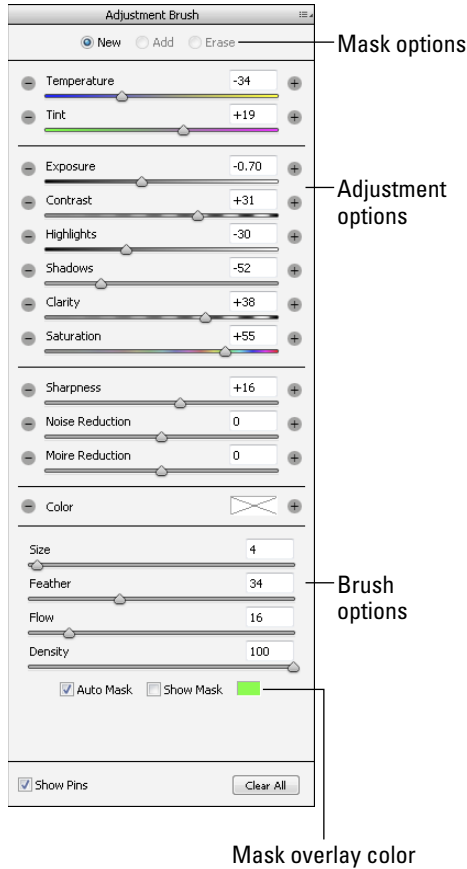 Adjustment Brush
New Add Erase
Mask options
Temperature -34
Tint +19
Exposure -0.70
Adjustment
options
Contrast +31
Highlights -30
Shadows -52
Clarity +38
Saturation +55
Sharpness +16
Noise Reduction 0
Moire Reduction 0
Color
Size 4
Feather 34
Brush
options
Flow 16
Density 100
Auto Mask Show Mask
Show Pins Clear All
Mask overlay color